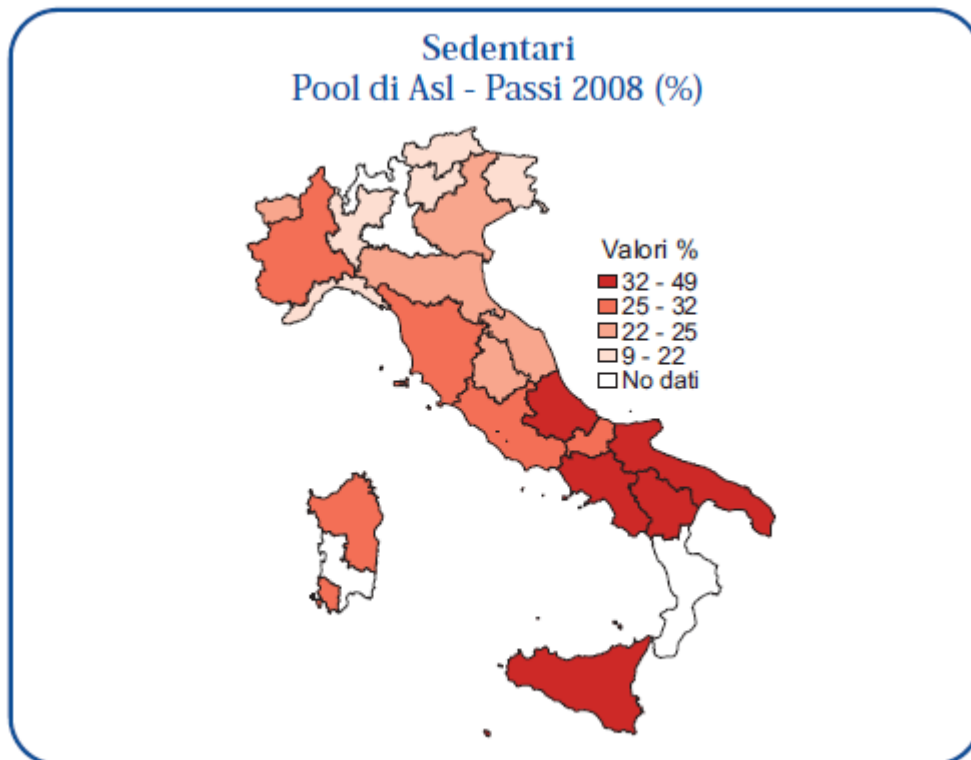 Sedentari
Pool di Asl - Passi 2008 (%)
Valori %
32 - 49
25 - 32
22 - 25
9 - 22
No dati